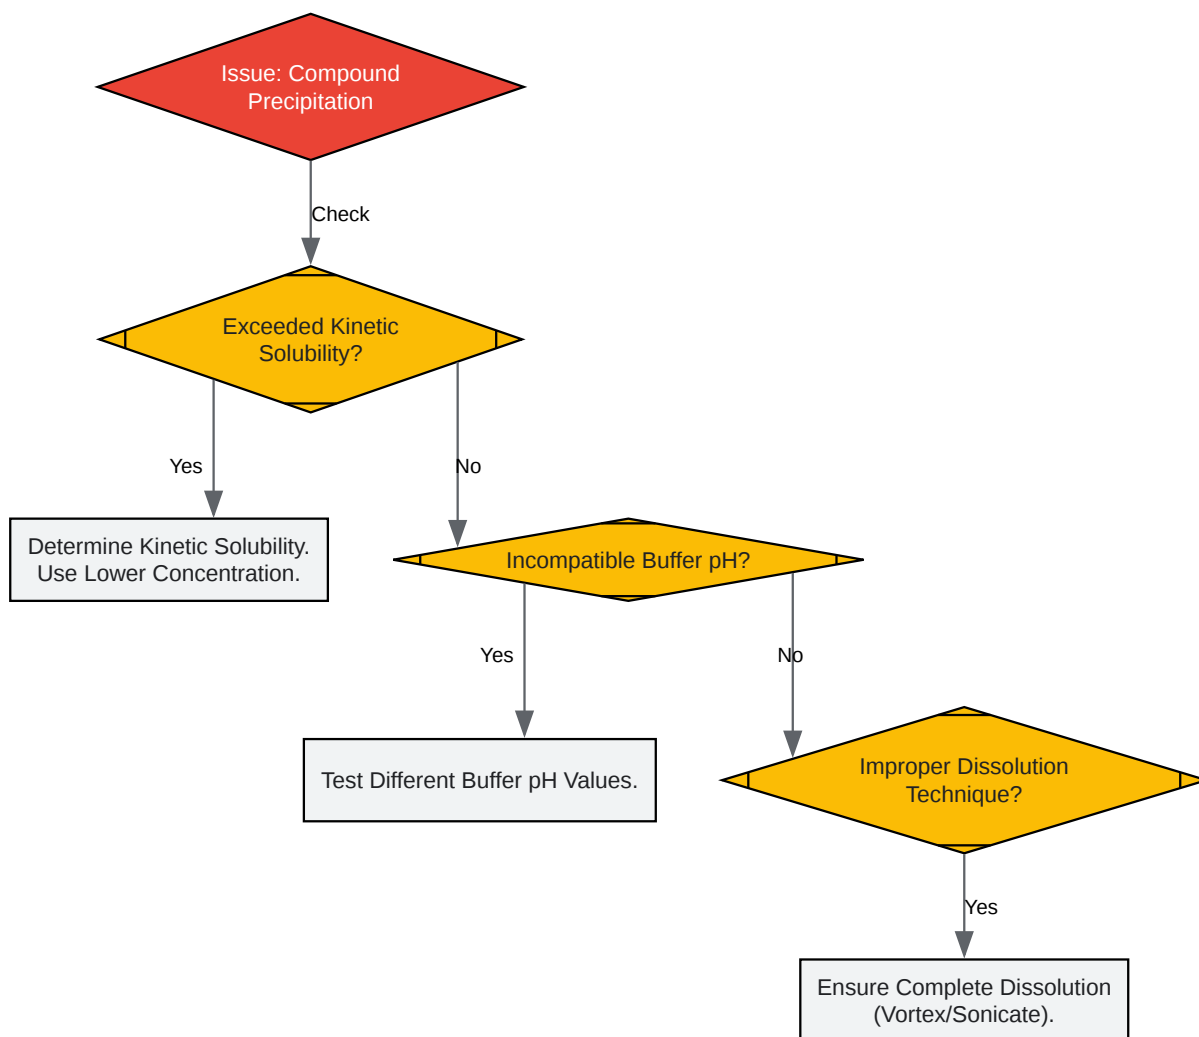 Issue: Compound
Precipitation
Check
Exceeded Kinetic
Solubility?
Yes
No
Determine Kinetic Solubility.
Use Lower Concentration.
Incompatible Buffer pH?
Yes
No
Test Different Buffer pH Values.
Improper Dissolution
Technique?
Yes
Ensure Complete Dissolution
(Vortex/Sonicate).